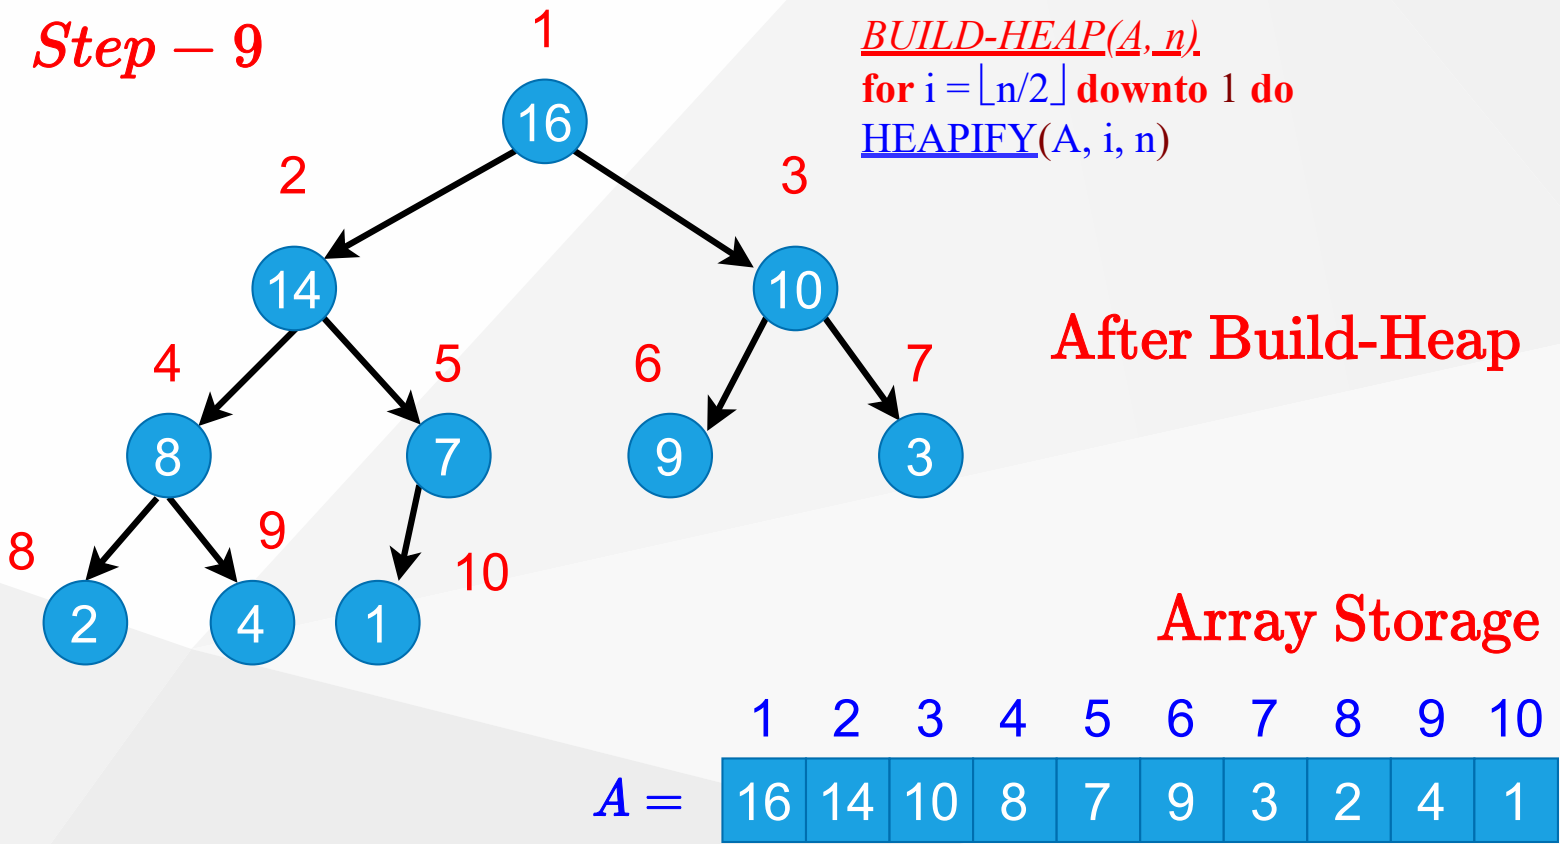 Step – 9
BUILD-HEAP(A, n)
for i = ⌊n/2⌋ downto 1 do
HEAPIFY(A, i, n)
1
16
2
3
14
10
After Build-Heap
4
5
6
7
8
7
9
3
8
9
10
2
4
1
Array Storage
1 2 3 4 5 6 7 8 9 10
A = 16 14 10 8 7 9 3 2 4 1